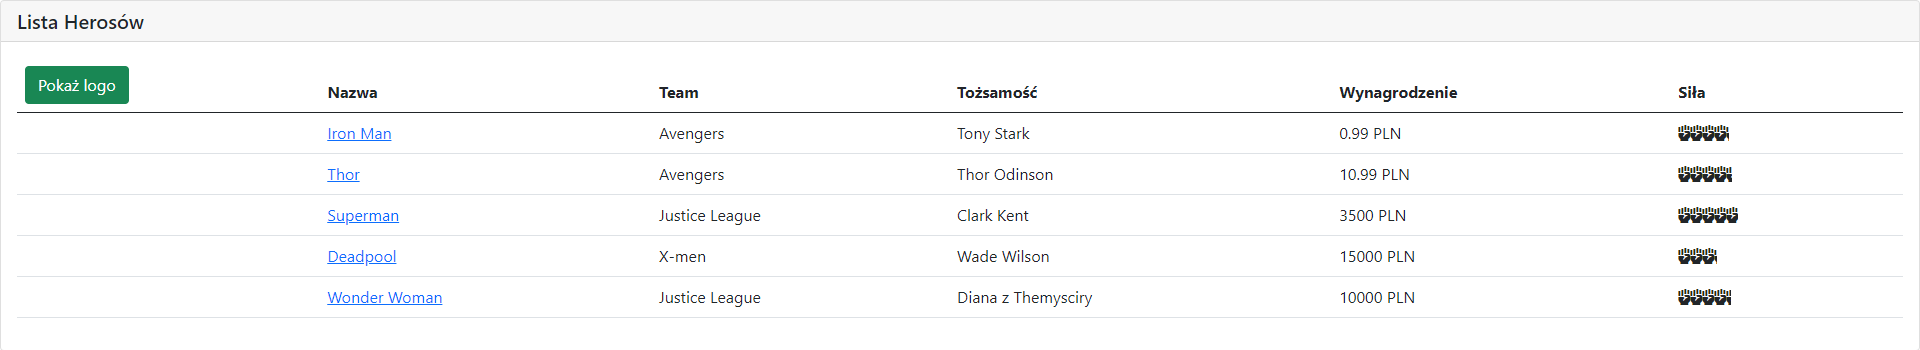 Lista Herosów
Pokaż logo Nazwa Team Tożsamość Wynagrodzenie Siła
Iron Man Avengers Tony Stark 0.99 PLN
Thor Avengers Thor Odinson 10.99 PLN
Superman Justice League Clark Kent 3500 PLN
Deadpool X-men Wade Wilson 15000 PLN
Wonder Woman Justice League Diana z Themysciry 10000 PLN